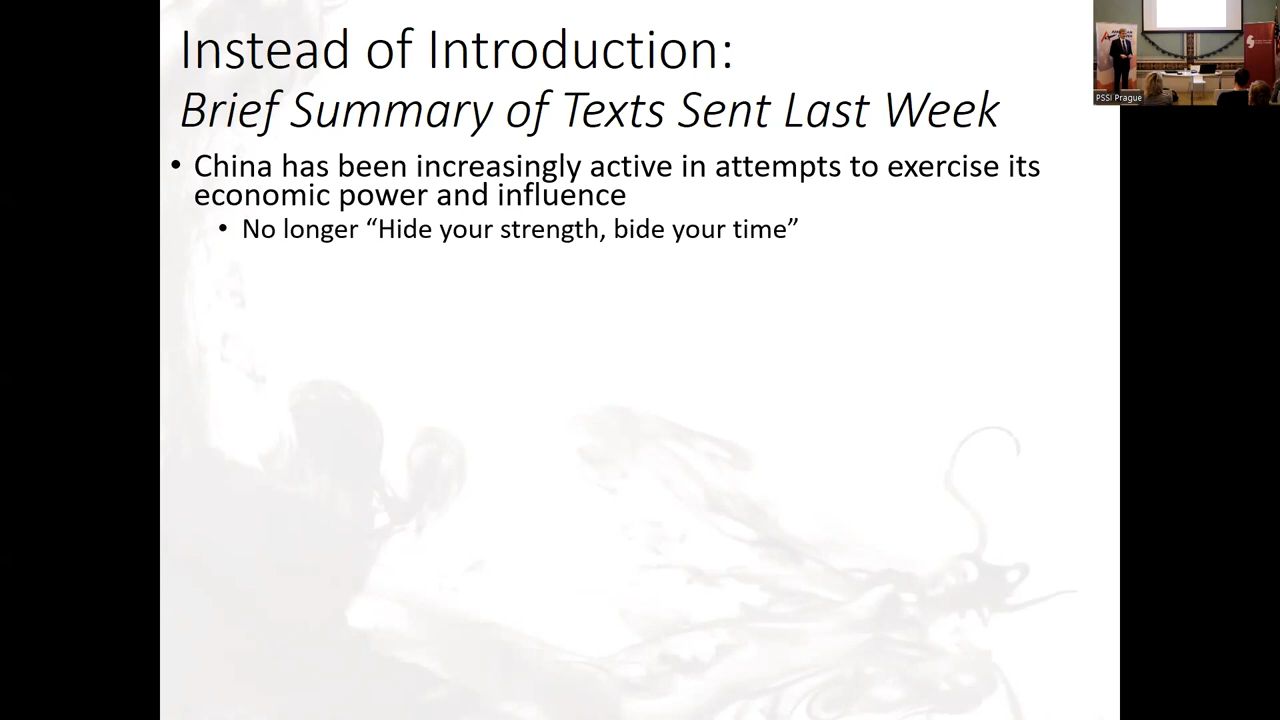 Instead of Introduction:
Brief Summary of Texts Sent Last Week
• China has been increasingly active in attempts to exercise its
economic power and influence
• No longer “Hide your strength, bide your time”
PSSI Prague